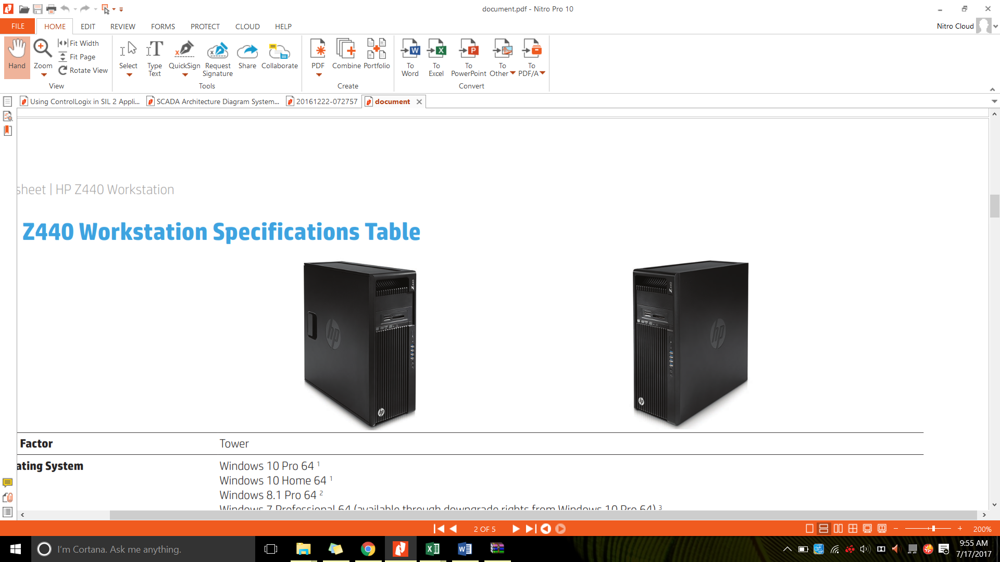 document.pdf - Nitro Pro 10
FILE HOME EDIT REVIEW FORMS PROTECT CLOUD HELP
Nitro Cloud
Hand
Zoom
Fit Width
Fit Page
Rotate View
View
Select
Type Text
QuickSign
Request Signature
Share
Collaborate
Tools
PDF
Combine
Portfolio
Create
To Word
To Excel
To PowerPoint
To Other
To PDF/A
Convert
Using ControlLogix in SIL 2 Appli...
SCADA Architecture Diagram System...
20161222-072757
document
sheet | HP Z440 Workstation
Z440 Workstation Specifications Table
Z440
hp
hp
Z440
hp
hp
Factor Tower
ating System Windows 10 Pro 64 1
Windows 10 Home 64 1
Windows 8.1 Pro 64 2
Windows 7 Professional 64 (available through downgrade rights from Windows 10 Pro 64) 3
2 OF 5
200%
I'm Cortana. Ask me anything.
9:55 AM
7/17/2017